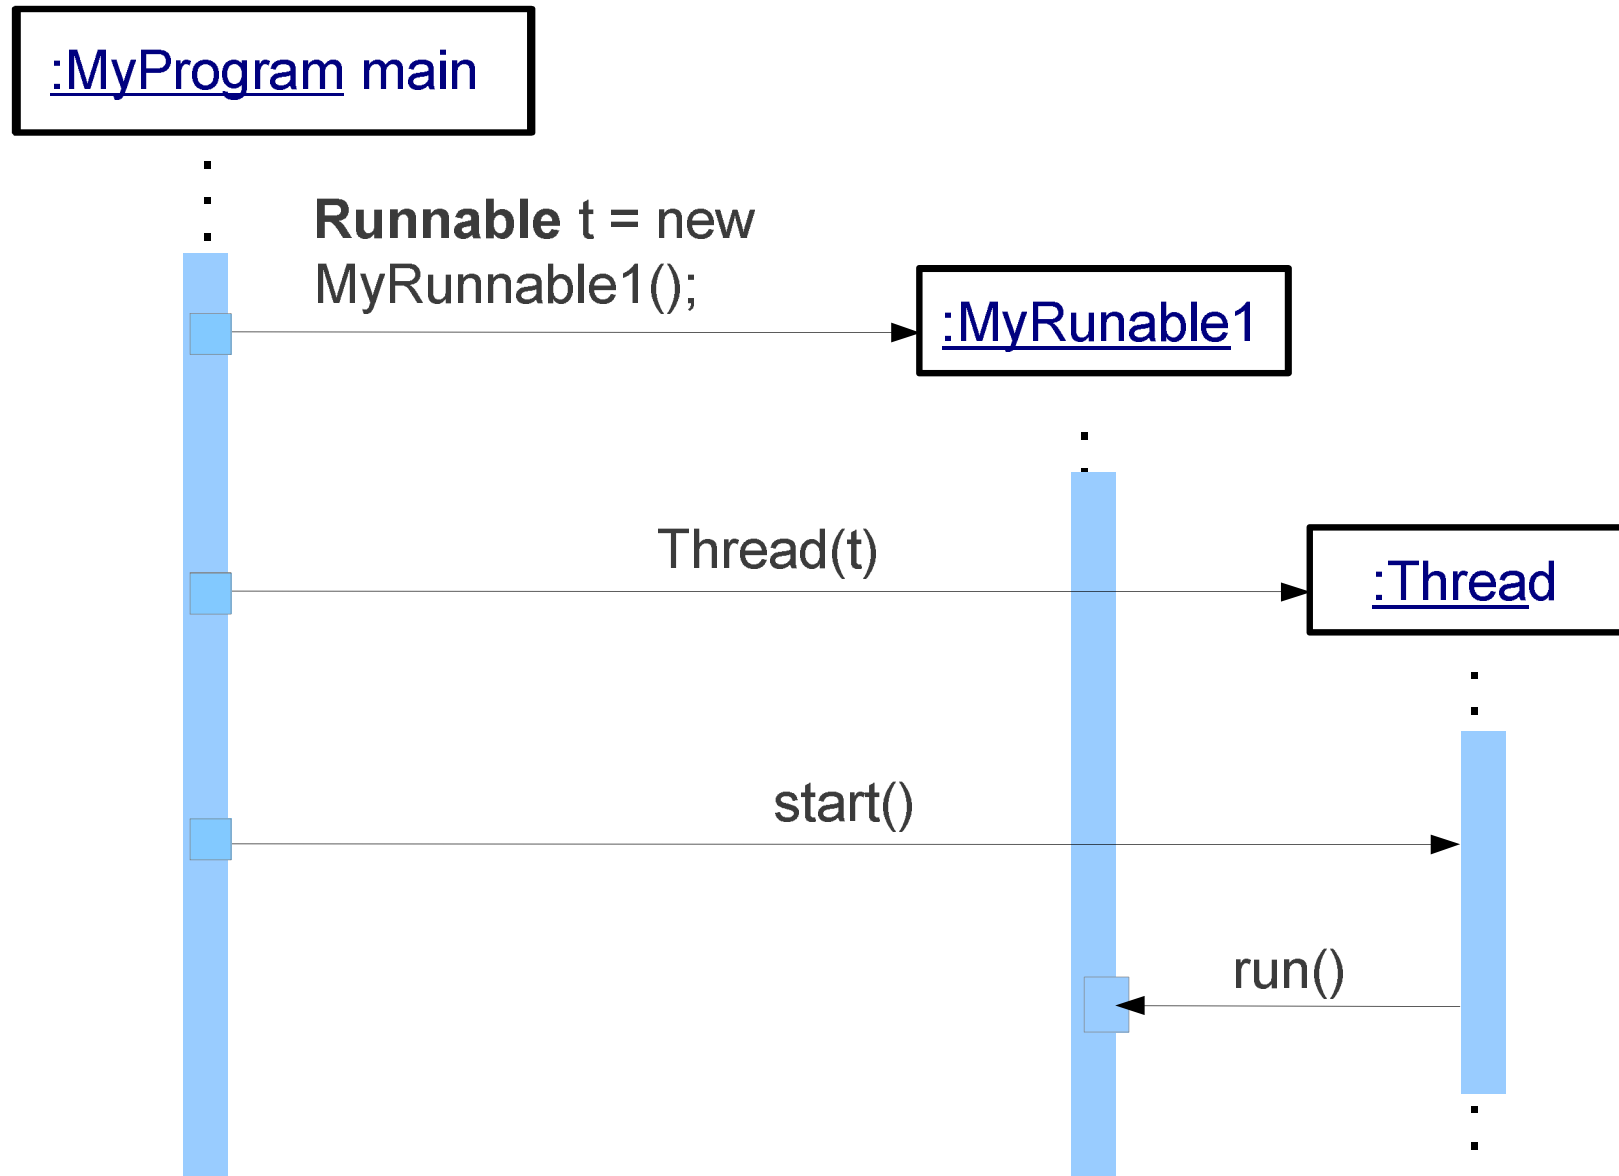 :MyProgram main
Runnable t = new
MyRunnable1();
:MyRunable1
Thread(t)
:Thread
start()
run()